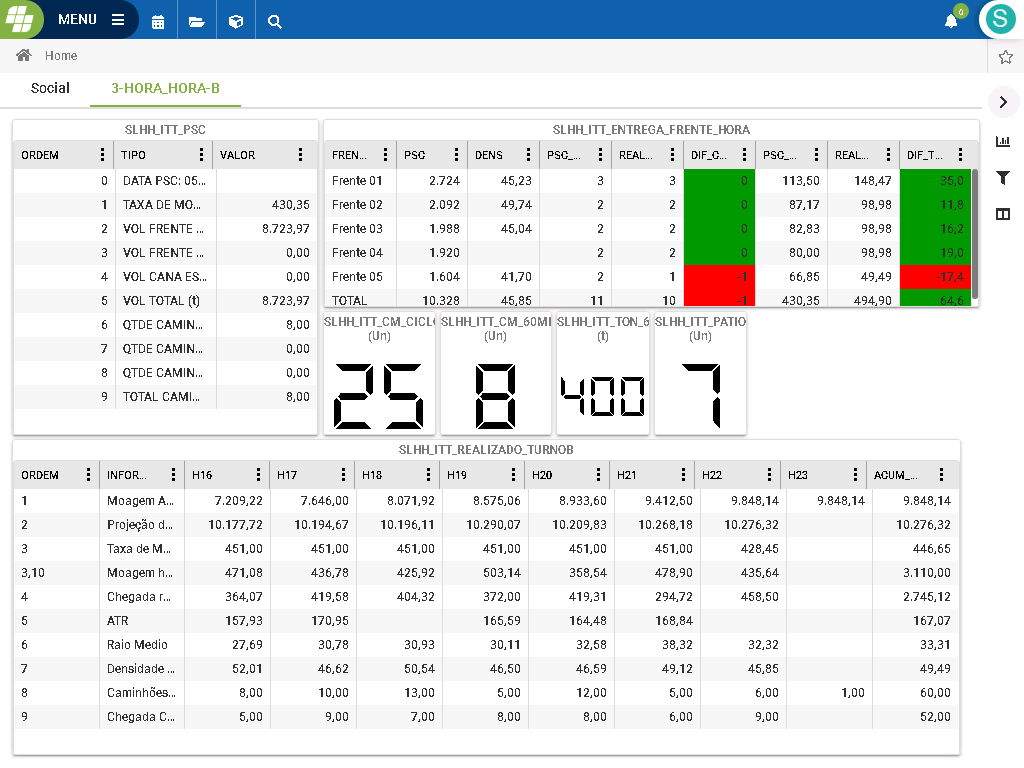 MENU
0
S
Home
Social 3-HORA_HORA-B
SLHH_ITT_PSC
ORDEM TIPO VALOR
0 DATA PSC: 05...
1 TAXA DE MO... 430,35
2 VOL FRENTE ... 8.723,97
3 VOL FRENTE ... 0,00
4 VOL CANA ES... 0,00
5 VOL TOTAL (t) 8.723,97
6 QTDE CAMIN... 8,00
7 QTDE CAMIN... 0,00
8 QTDE CAMIN... 0,00
9 TOTAL CAMI... 8,00
SLHH_ITT_ENTREGA_FRENTE_HORA
FREN... PSC DENS PSC_... REAL... DIF_C... PSC_... REAL... DIF_T...
Frente 01 2.724 45,23 3 3 0 113,50 148,47 35,0
Frente 02 2.092 49,74 2 2 0 87,17 98,98 11,8
Frente 03 1.988 45,04 2 2 0 82,83 98,98 16,2
Frente 04 1.920 2 2 0 80,00 98,98 19,0
Frente 05 1.604 41,70 2 1 -1 66,85 49,49 -17,4
TOTAL 10.328 45,85 11 10 -1 430,35 494,90 64,6
SLHH_ITT_CM_CICL
(Un)
25
SLHH_ITT_CM_60MI
(Un)
8
SLHH_ITT_TON_6
(t)
400
SLHH_ITT_PATIO
(Un)
7
SLHH_ITT_REALIZADO_TURNOB
ORDEM INFOR... H16 H17 H18 H19 H20 H21 H22 H23 ACUM_...
1 Moagem A... 7.209,22 7.646,00 8.071,92 8.575,06 8.933,60 9.412,50 9.848,14 9.848,14 9.848,14
2 Projeção d... 10.177,72 10.194,67 10.196,11 10.290,07 10.209,83 10.268,18 10.276,32 10.276,32
3 Taxa de M... 451,00 451,00 451,00 451,00 451,00 451,00 428,45 446,65
3,10 Moagem h... 471,08 436,78 425,92 503,14 358,54 478,90 435,64 3.110,00
4 Chegada r... 364,07 419,58 404,32 372,00 419,31 294,72 458,50 2.745,12
5 ATR 157,93 170,95 165,59 164,48 168,84 167,07
6 Raio Medio 27,69 30,78 30,93 30,11 32,58 38,32 32,32 33,31
7 Densidade ... 52,01 46,62 50,54 46,50 46,59 49,12 45,85 49,49
8 Caminhões... 8,00 10,00 13,00 5,00 12,00 5,00 6,00 1,00 60,00
9 Chegada C... 5,00 9,00 7,00 8,00 8,00 6,00 9,00 52,00